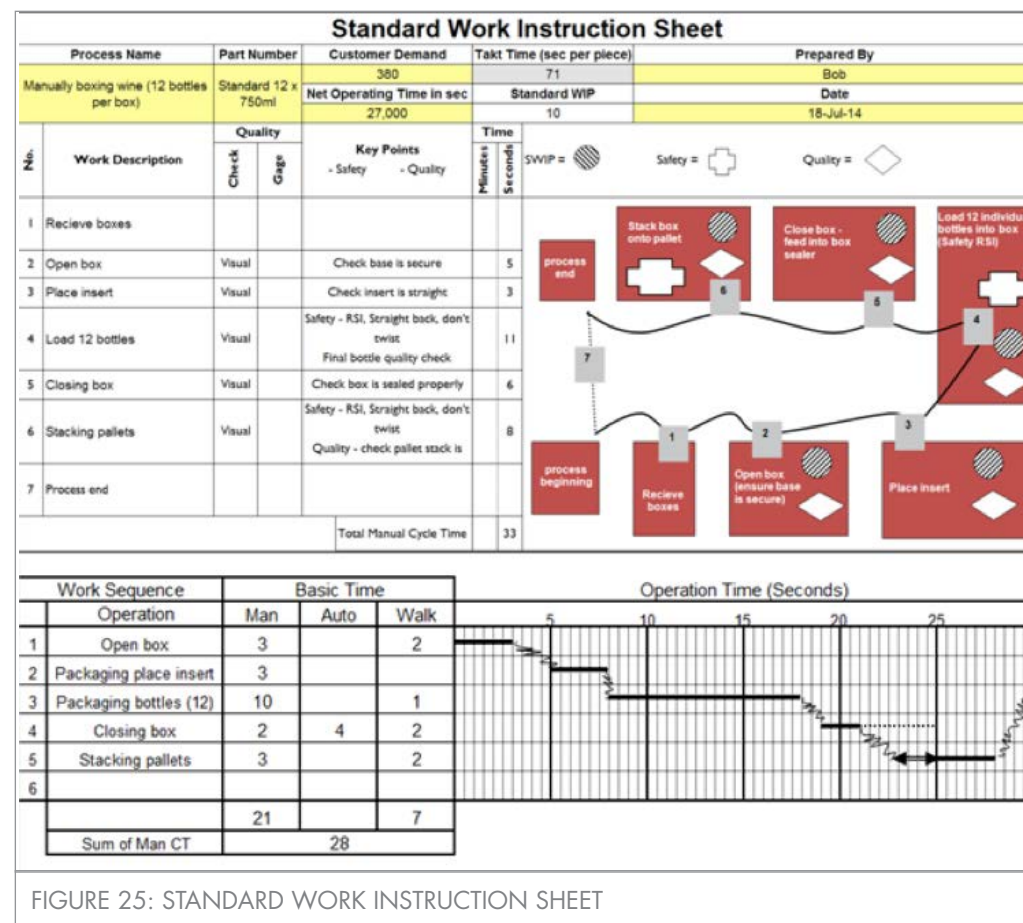 Standard Work Instruction Sheet
Process Name Part Number Customer Demand Takt Time (sec per piece) Prepared By
Manually boxing wine (12 bottles per box) Standard 12 x 750ml 380 71 Bob
Net Operating Time in sec Standard WIP Date
27,000 10 18-Jul-14
No. Work Description Quality Key Points Time
Check Gage - Safety - Quality Minutes Seconds
SWIP = Safety = Quality =
1 Recieve boxes
2 Open box Visual Check base is secure 5
3 Place insert Visual Check insert is straight 3
4 Load 12 bottles Visual Safety - RSI, Straight back, don't
twist
Final bottle quality check
11
5 Closing box Visual Check box is sealed properly 6
6 Stacking pallets Visual Safety - RSI, Straight back, don't
twist
Quality - check pallet stack is
8
7 Process end
Total Manual Cycle Time 33
process
end
Stack box
onto pallet
6
Close box -
feed into box
sealer
5
Load 12 individu
bottles into box
(Safety RSI)
4
7
process
beginning
1
Recieve
boxes
2
Open box
(ensure base
is secure)
3
Place insert
Work Sequence Basic Time Operation Time (Seconds)
Operation Man Auto Walk 5 10 15 20 25
1 Open box 3 2
2 Packaging place insert 3
3 Packaging bottles (12) 10 1
4 Closing box 2 4 2
5 Stacking pallets 3 2
6
21 7
Sum of Man CT 28
FIGURE 25: STANDARD WORK INSTRUCTION SHEET